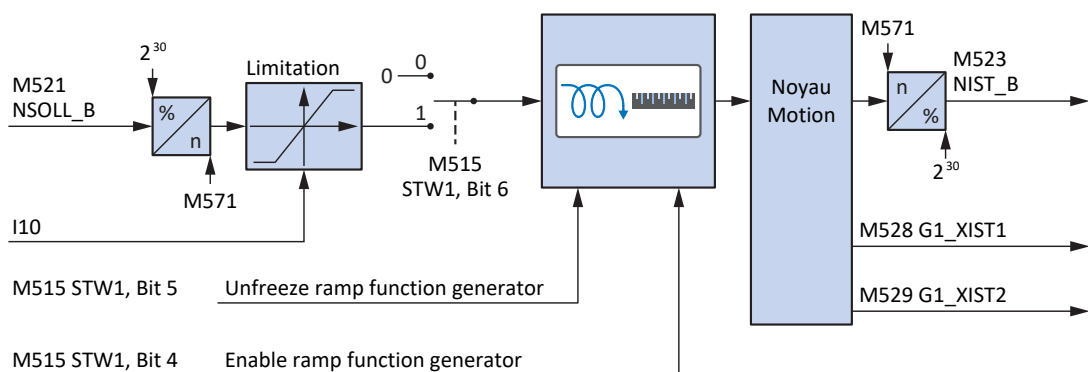 2³⁰
M521
NSOLL_B
%
n
M571
Limitation
0
0
1
M515
STW1, Bit 6
Noyau
Motion
M571
n
%
2³⁰
M523
NIST_B
I10
M528 G1_XIST1
M515 STW1, Bit 5 Unfreeze ramp function generator
M529 G1_XIST2
M515 STW1, Bit 4 Enable ramp function generator